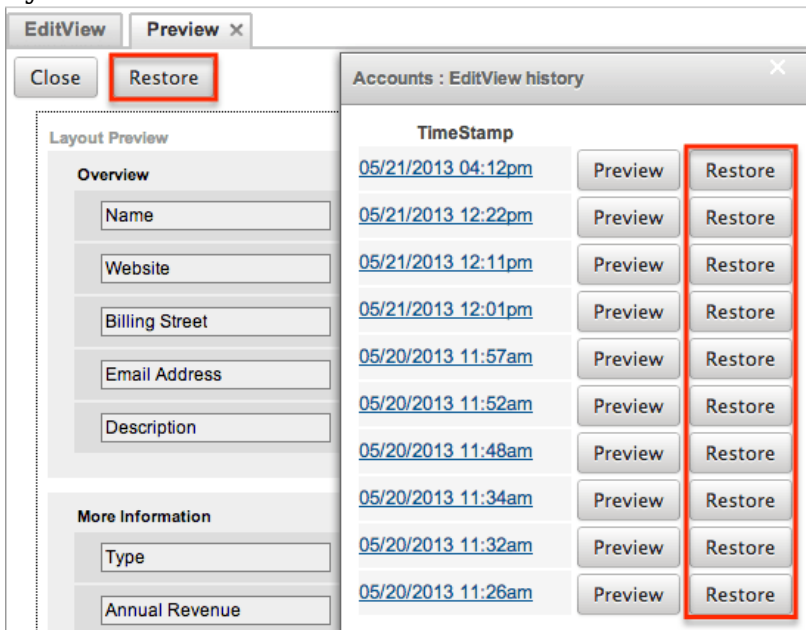 EditView Preview ×
Close Restore
Layout Preview
Overview
Name
Website
Billing Street
Email Address
Description
More Information
Type
Annual Revenue
Accounts : EditView history ×
TimeStamp
05/21/2013 04:12pm Preview Restore
05/21/2013 12:22pm Preview Restore
05/21/2013 12:11pm Preview Restore
05/21/2013 12:01pm Preview Restore
05/20/2013 11:57am Preview Restore
05/20/2013 11:52am Preview Restore
05/20/2013 11:48am Preview Restore
05/20/2013 11:34am Preview Restore
05/20/2013 11:32am Preview Restore
05/20/2013 11:26am Preview Restore